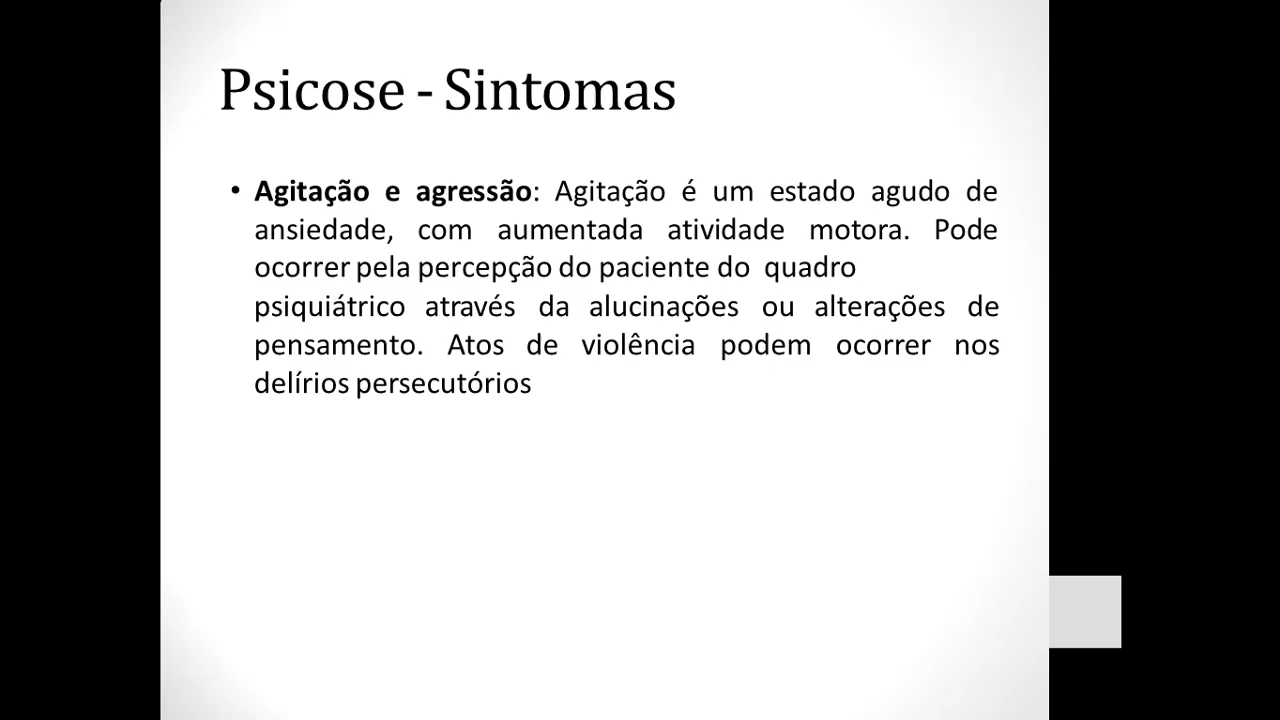 Psicose - Sintomas
• Agitação e agressão: Agitação é um estado agudo de
ansiedade, com aumentada atividade motora. Pode
ocorrer pela percepção do paciente do quadro
psiquiátrico através da alucinações ou alterações de
pensamento. Atos de violência podem ocorrer nos
delírios persecutórios